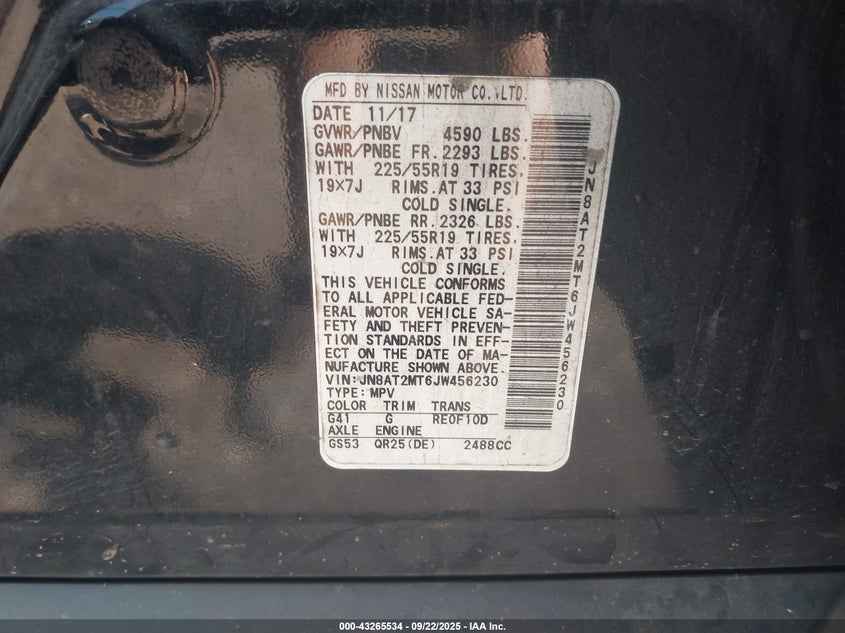 MFD BY NISSAN MOTOR CO.,LTD.
DATE 11/17
GVWR/PNBV 4590 LBS.
GAWR/PNBE FR.2293 LBS.
WITH 225/55R19 TIRES.
19×7J RIMS.AT 33 PSI
COLD SINGLE.
GAWR/PNBE RR.2326 LBS.
WITH 225/55R19 TIRES.
19×7J RIMS.AT 33 PSI
COLD SINGLE.
THIS VEHICLE CONFORMS
TO ALL APPLICABLE FED-
ERAL MOTOR VEHICLE SA-
FETY AND THEFT PREVEN-
TION STANDARDS IN EFF-
ECT ON THE DATE OF MA-
NUFACTURE SHOWN ABOVE.
VIN:JN8AT2MT6JW456230
TYPE:MPV
COLOR TRIM TRANS
G41 G RE0F10D
AXLE ENGINE
GS53 QR25(DE) 2488CC
JN8AT2MT6JW456230
000-43265534 - 09/22/2025 - IAA Inc.